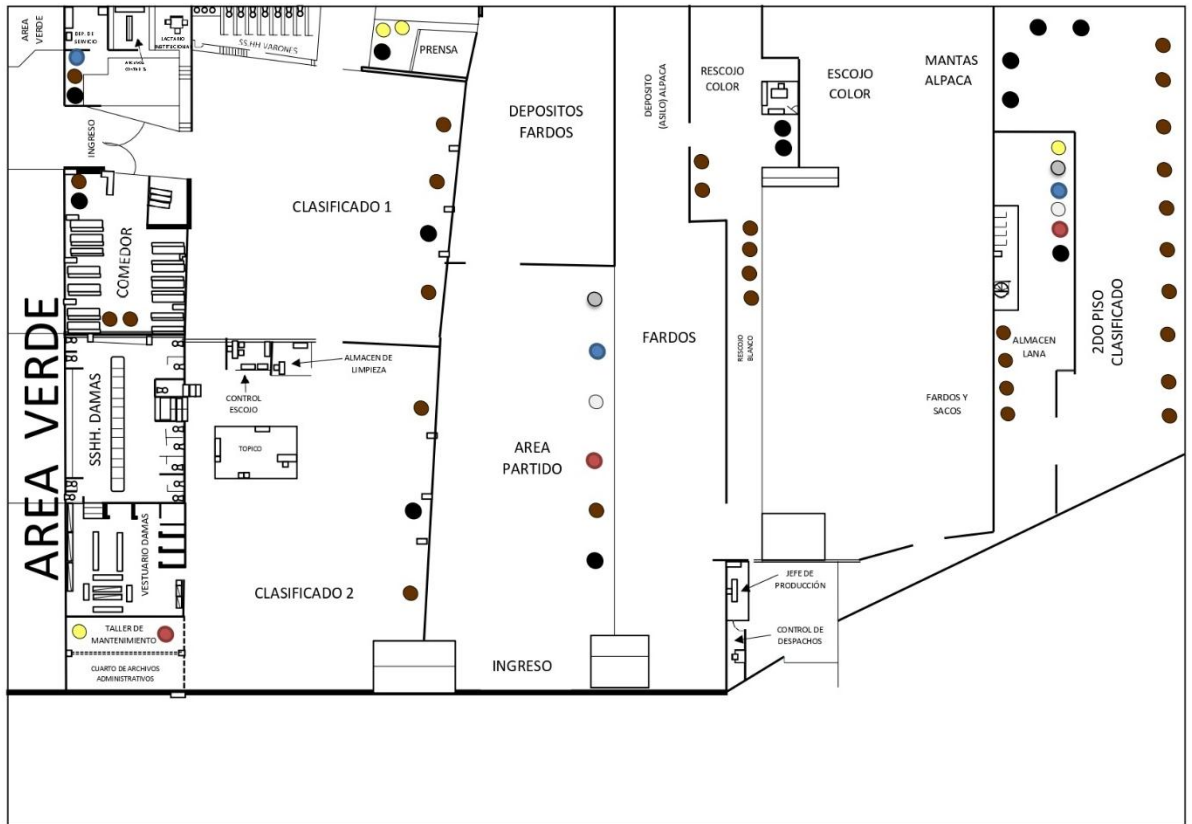 AREA
VERDE
DEP. DE
SERVICIO
LACTARIO
INSTITUCIONAL
SS.HH VARONES
PRENSA
INGRESO
CLASIFICADO 1
DEPOSITOS
FARDOS
DEPOSITO
(ASILO) ALPACA
RESCOJO
COLOR
ESCOJO
COLOR
MANTAS
ALPACA
COMEDOR
AREA VERDE
SSHH. DAMAS
CONTROL
ESCOJO
ALMACEN DE
LIMPIEZA
TOPICO
FARDOS
RESCOJO
BLANCO
ALMACEN
LANA
2DO PISO
CLASIFICADO
FARDOS Y
SACOS
AREA
PARTIDO
VESTUARIO DAMAS
CLASIFICADO 2
JEFE DE
PRODUCCIÓN
CONTROL DE
DESPACHOS
TALLER DE
MANTENIMIENTO
CUARTO DE ARCHIVOS
ADMINISTRATIVOS
INGRESO